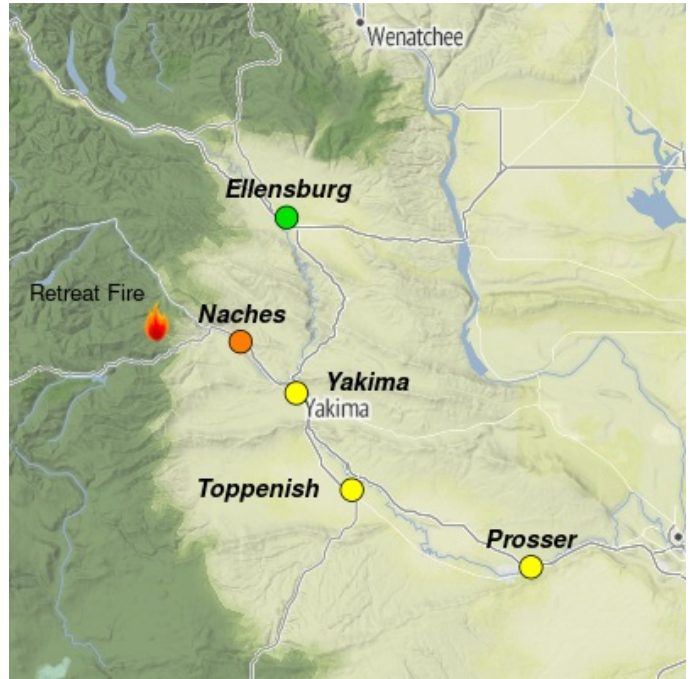 Wenatchee
Ellensburg
Retreat Fire
Naches
Yakima
Yakima
Toppenish
Prosser